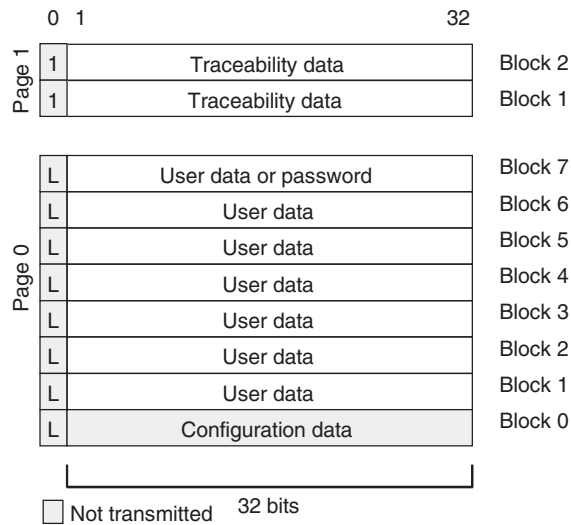 0 1 32
Page 1
1 Traceability data Block 2
1 Traceability data Block 1
Page 0
L User data or password Block 7
L User data Block 6
L User data Block 5
L User data Block 4
L User data Block 3
L User data Block 2
L User data Block 1
L Configuration data Block 0
32 bits
Not transmitted